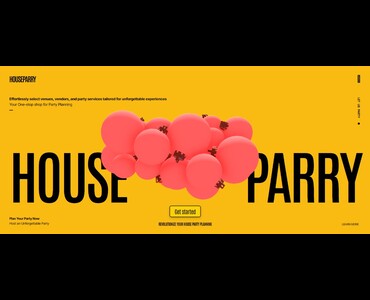 HOUSEPARRY
Effortlessly select venues, vendors, and party services tailored for unforgettable experiences
Your One-stop shop for Party Planning
HOUSE PARRY
Get started
Plan Your Party Now
Host an Unforgettable Party
REVOLUTIONIZE YOUR HOUSE PARTY PLANNING